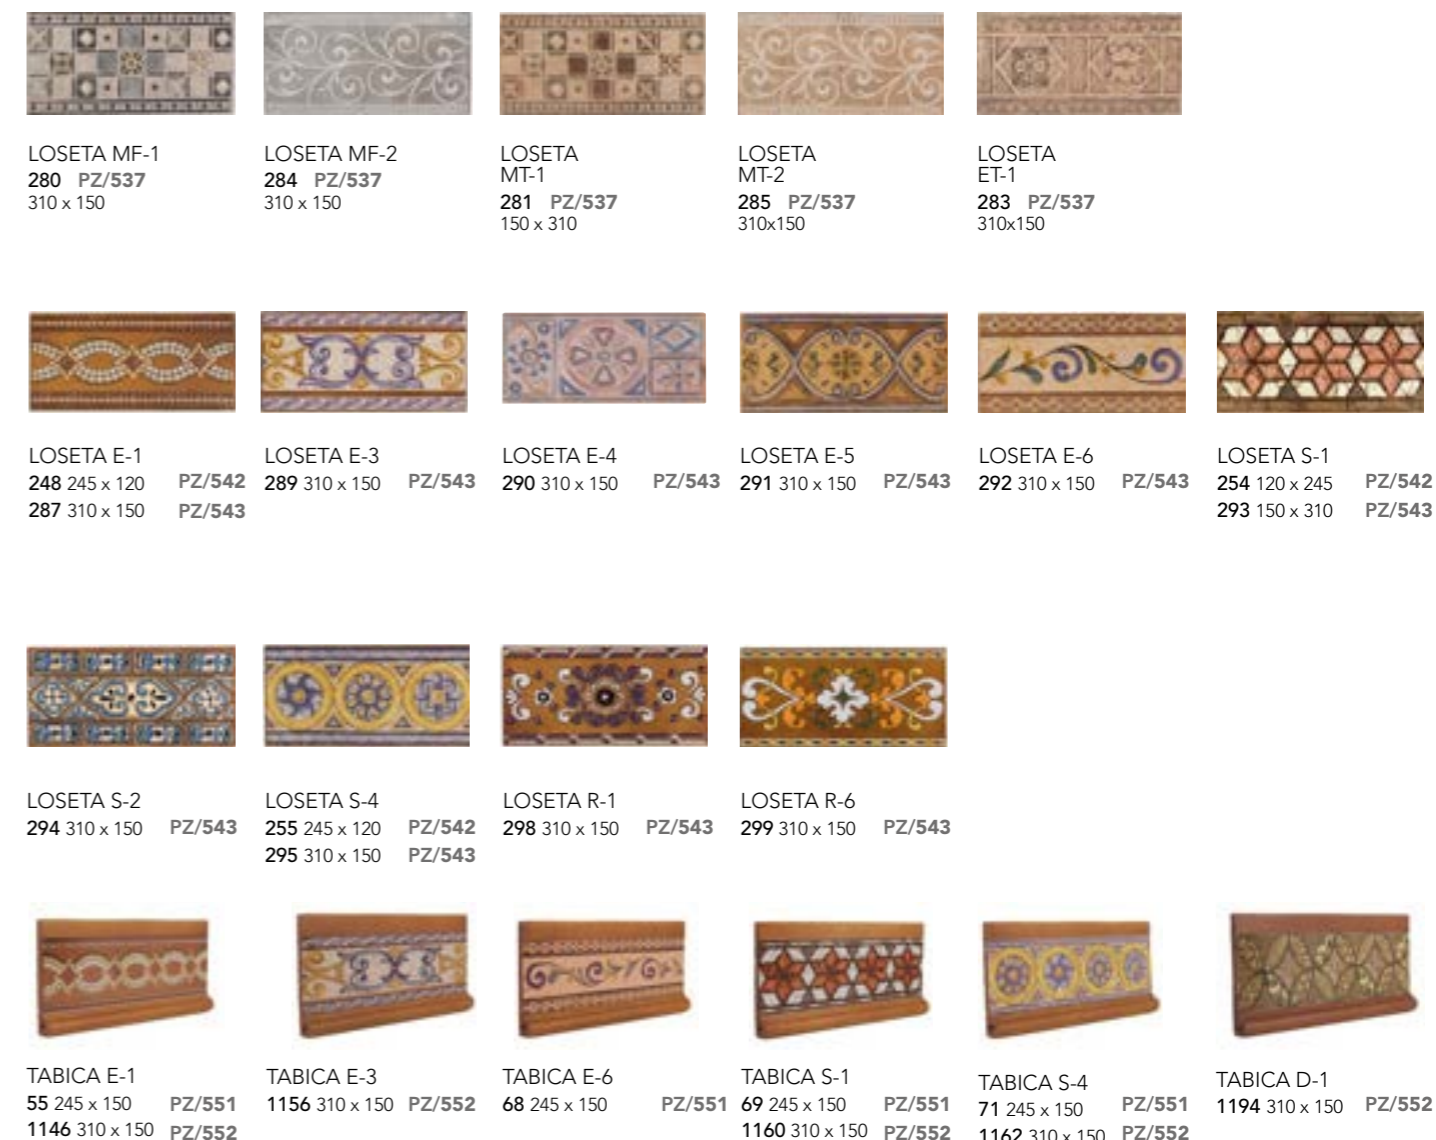 LOSETA MF-1
280 PZ/537
310 x 150
LOSETA MF-2
284 PZ/537
310 x 150
LOSETA
MT-1
281 PZ/537
150 x 310
LOSETA
MT-2
285 PZ/537
310x150
LOSETA
ET-1
283 PZ/537
310x150
LOSETA E-1
248 245 x 120 PZ/542
287 310 x 150 PZ/543
LOSETA E-3
289 310 x 150 PZ/543
LOSETA E-4
290 310 x 150 PZ/543
LOSETA E-5
291 310 x 150 PZ/543
LOSETA E-6
292 310 x 150 PZ/543
LOSETA S-1
254 120 x 245 PZ/542
293 150 x 310 PZ/543
LOSETA S-2
294 310 x 150 PZ/543
LOSETA S-4
255 245 x 120 PZ/542
295 310 x 150 PZ/543
LOSETA R-1
298 310 x 150 PZ/543
LOSETA R-6
299 310 x 150 PZ/543
TABICA E-1
55 245 x 150 PZ/551
1146 310 x 150 PZ/552
TABICA E-3
1156 310 x 150 PZ/552
TABICA E-6
68 245 x 150 PZ/551
TABICA S-1
69 245 x 150 PZ/551
1160 310 x 150 PZ/552
TABICA S-4
71 245 x 150 PZ/551
1162 310 x 150 PZ/552
TABICA D-1
1194 310 x 150 PZ/552